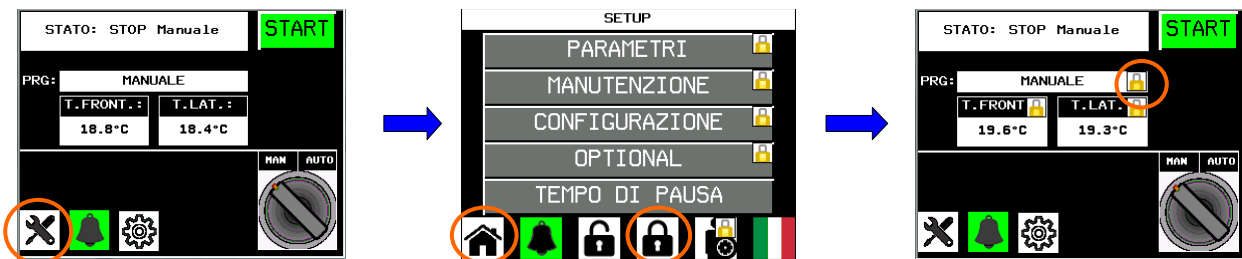 STATO: STOP Manuale START
PRG: MANUALE
T.FRONT.: T.LAT.:
18.8°C 18.4°C
MAN AUTO
SETUP
PARAMETRI
MANUTENZIONE
CONFIGURAZIONE
OPTIONAL
TEMPO DI PAUSA
STATO: STOP Manuale START
PRG: MANUALE
T.FRONT T.LAT.
19.6°C 19.3°C
MAN AUTO